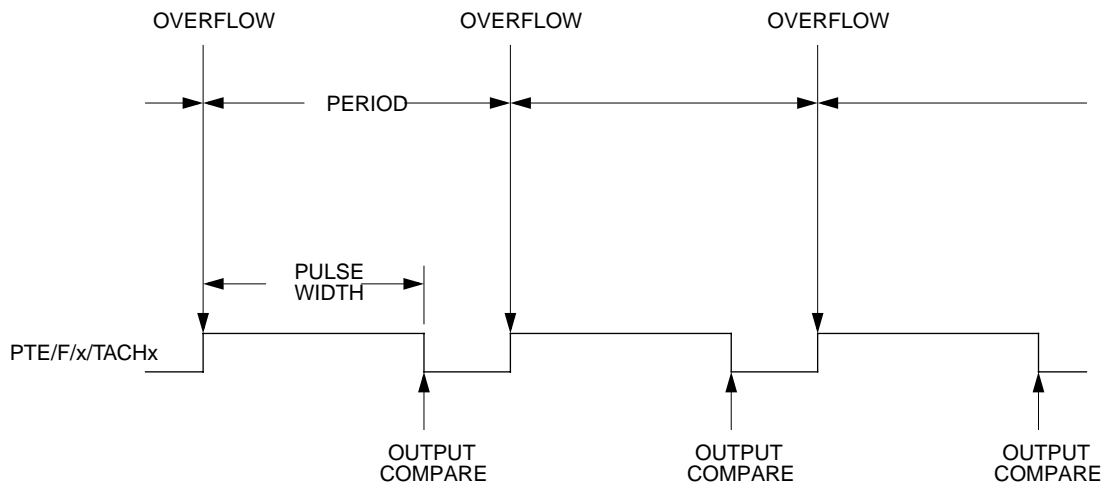 OVERFLOW
OVERFLOW
OVERFLOW
PERIOD
PULSE
WIDTH
PTE/F/x/TACHx
OUTPUT
COMPARE
OUTPUT
COMPARE
OUTPUT
COMPARE